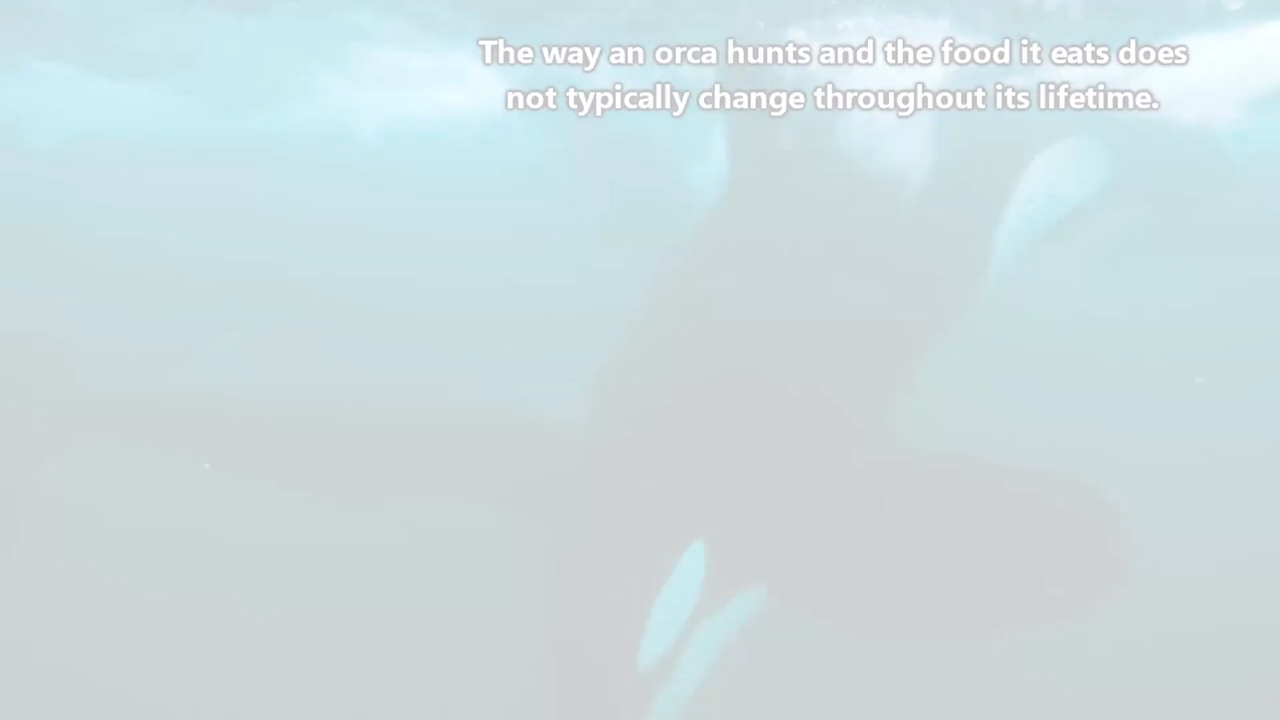 The way an orca hunts and the food it eats does
not typically change throughout its lifetime.